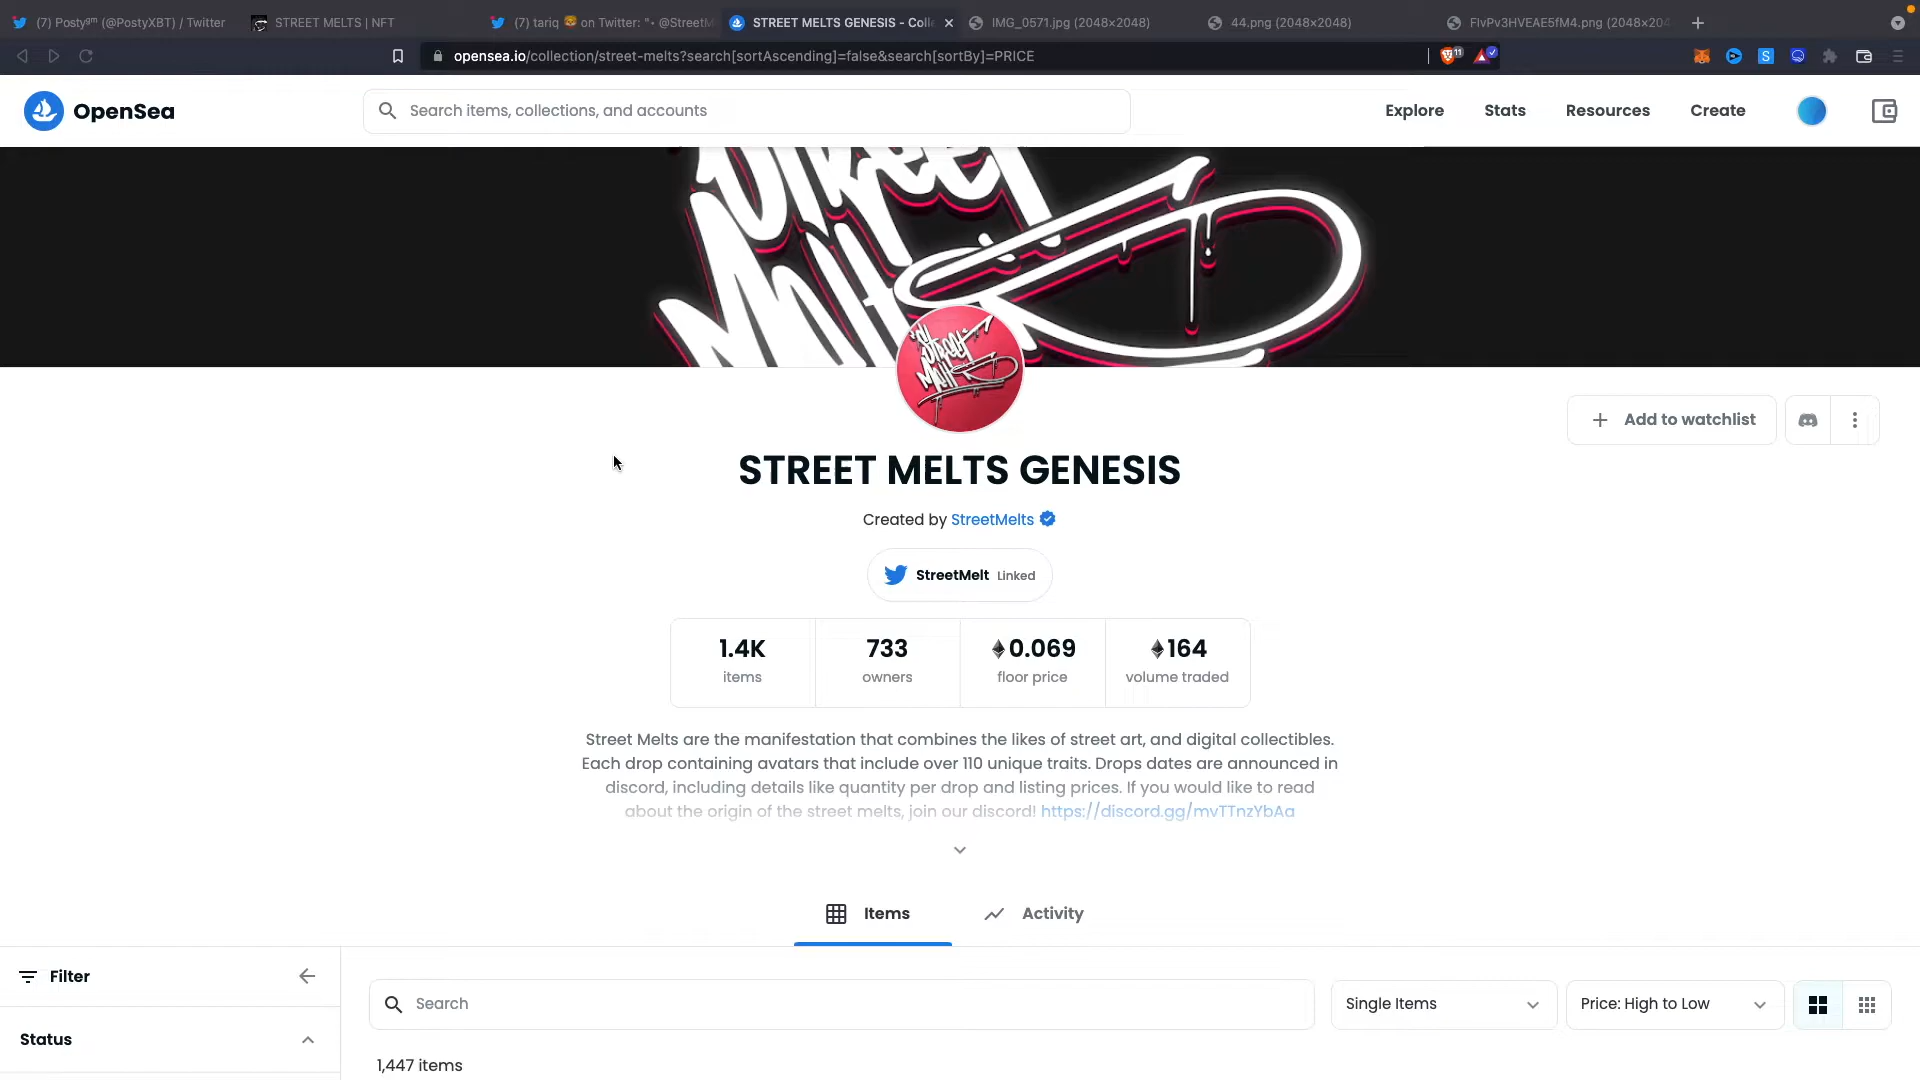 (7) Postyᵍᵐ (@PostyXBT) / Twitter
STREET MELTS | NFT
(7) tariq 🦁 on Twitter: "• @StreetM
STREET MELTS GENESIS - Coll
IMG_0571.jpg (2048×2048)
44.png (2048×2048)
FIvPv3HVEAE5fM4.png (2048×204
opensea.io/collection/street-melts?search[sortAscending]=false&search[sortBy]=PRICE
11
OpenSea
Search items, collections, and accounts
Explore
Stats
Resources
Create
Street
Melts
Street
Melts
Add to watchlist
STREET MELTS GENESIS
Created by StreetMelts
StreetMelt Linked
1.4K
items
733
owners
0.069
floor price
164
volume traded
Street Melts are the manifestation that combines the likes of street art, and digital collectibles.
Each drop containing avatars that include over 110 unique traits. Drops dates are announced in
discord, including details like quantity per drop and listing prices. If you would like to read
about the origin of the street melts, join our discord! https://discord.gg/mvTTnzYbAa
Items
Activity
Filter
Search
Single Items
Price: High to Low
Status
1,447 items